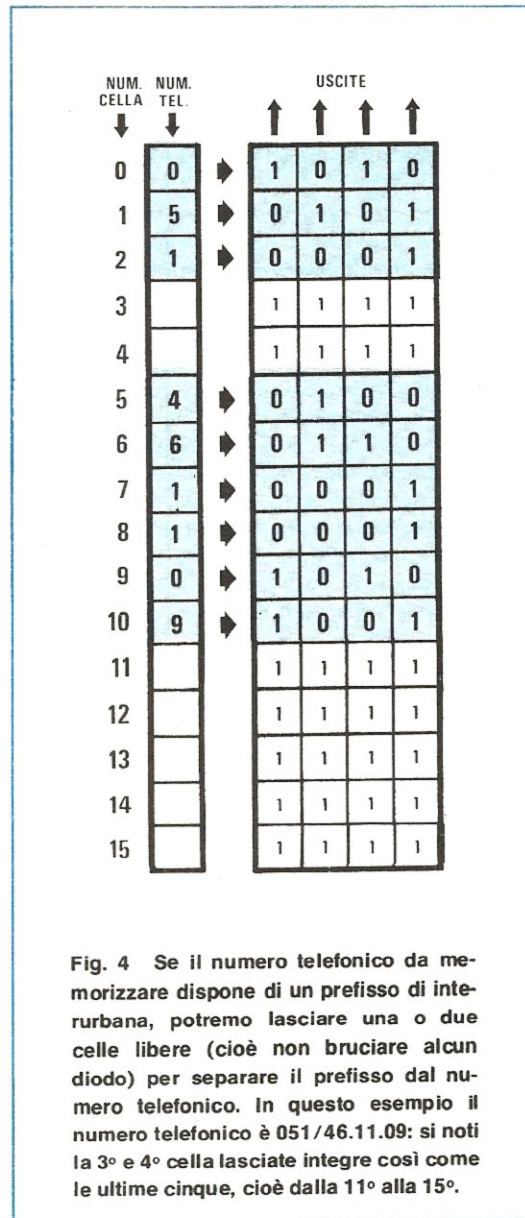 NUM. NUM. USCITE
CELLA TEL.
0 0 1 0 1 0
1 5 0 1 0 1
2 1 0 0 0 1
3 1 1 1 1
4 1 1 1 1
5 4 0 1 0 0
6 6 0 1 1 0
7 1 0 0 0 1
8 1 0 0 0 1
9 0 1 0 1 0
10 9 1 0 0 1
11 1 1 1 1
12 1 1 1 1
13 1 1 1 1
14 1 1 1 1
15 1 1 1 1
Fig. 4 Se il numero telefonico da me-
morizzare dispone di un prefisso di inte-
rurbana, potremo lasciare una o due
celle libere (cioè non bruciare alcun
diodo) per separare il prefisso dal nu-
mero telefonico. In questo esempio il
numero telefonico è 051/46.11.09: si noti
la 3º e 4º cella lasciate integre così come
le ultime cinque, cioè dalla 11º alla 15º.